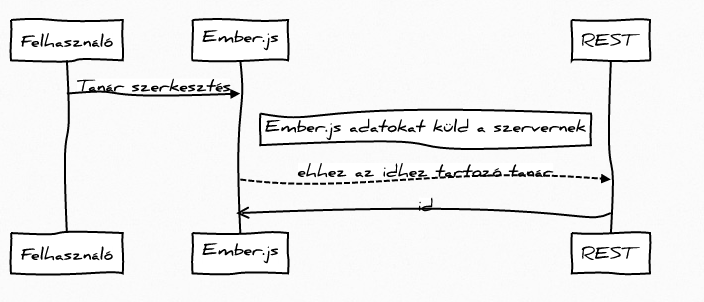 Felhasználó
Ember.js
REST
Tanár szerkesztés
Ember.js adatokat küld a szervernek
ehhez az idhez tartozó tanár
id
Felhasználó
Ember.js
REST